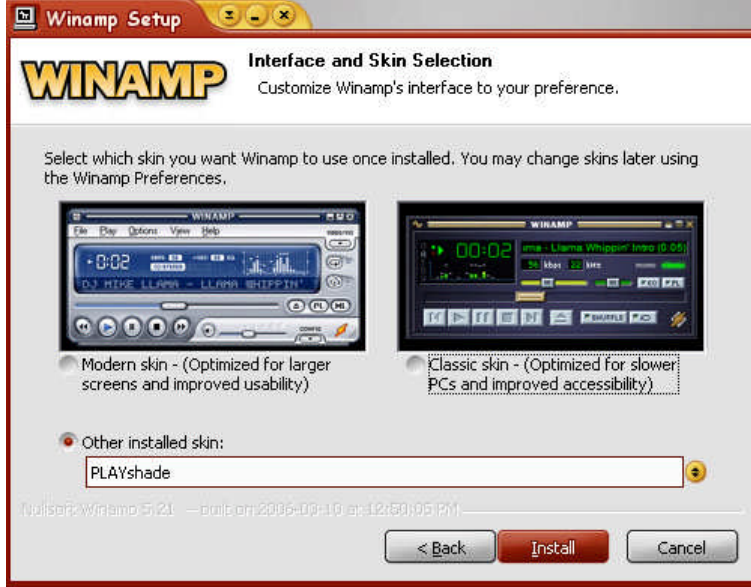 Winamp Setup
WINAMP
Interface and Skin Selection
Customize Winamp's interface to your preference.
Select which skin you want Winamp to use once installed. You may change skins later using
the Winamp Preferences.
WINAMP
File Play Options View Help
0:02
DJ MIKE LLAMA - LLAMA WHIPPIN'
PL ML
CONFIG
WINAMP
00:02
ima - Llama Whippin' Intro (0:05)
56 kbps 22 kHz
EQ PL
SHUFFLE
Modern skin - (Optimized for larger
screens and improved usability)
Classic skin - (Optimized for slower
PCs and improved accessibility)
Other installed skin:
PLAYshade
Nullsoft Winamp 5.21 — built on 2006-03-10 at 12:50:05 PM
< Back
Install
Cancel